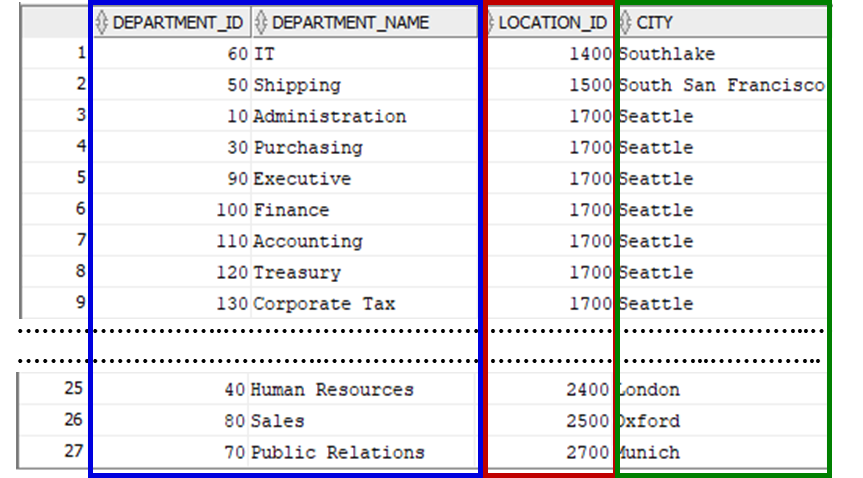 DEPARTMENT_ID DEPARTMENT_NAME LOCATION_ID CITY
1 60 IT 1400 Southlake
2 50 Shipping 1500 South San Francisco
3 10 Administration 1700 Seattle
4 30 Purchasing 1700 Seattle
5 90 Executive 1700 Seattle
6 100 Finance 1700 Seattle
7 110 Accounting 1700 Seattle
8 120 Treasury 1700 Seattle
9 130 Corporate Tax 1700 Seattle
25 40 Human Resources 2400 London
26 80 Sales 2500 Oxford
27 70 Public Relations 2700 Munich